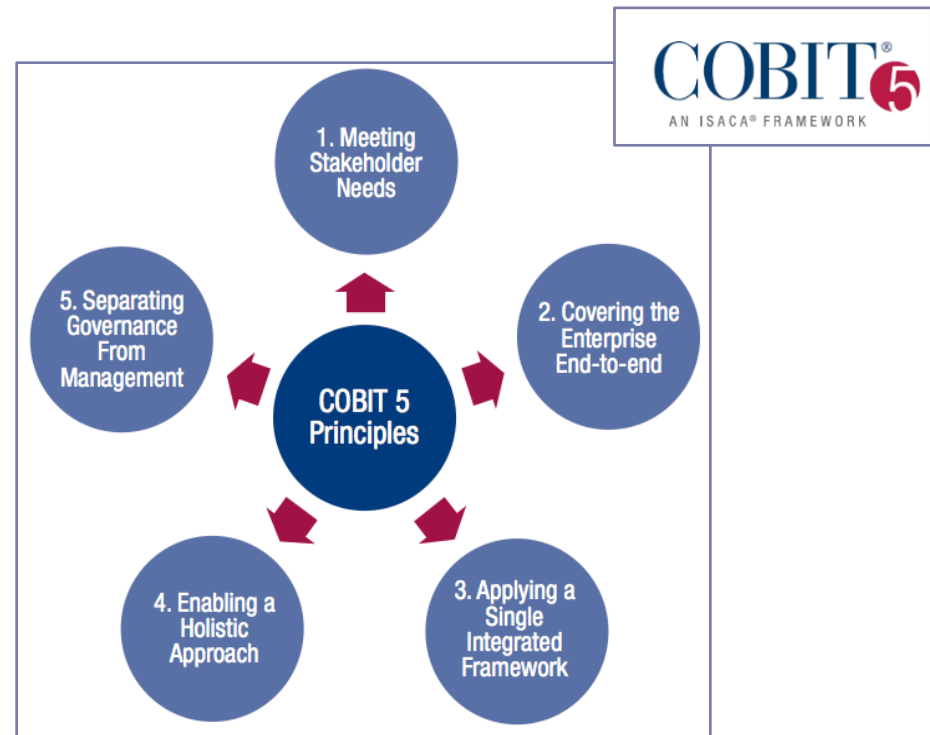 COBIT® 5
AN ISACA® FRAMEWORK
1. Meeting
Stakeholder
Needs
2. Covering the
Enterprise
End-to-end
3. Applying a
Single
Integrated
Framework
4. Enabling a
Holistic
Approach
5. Separating
Governance
From
Management
COBIT 5
Principles